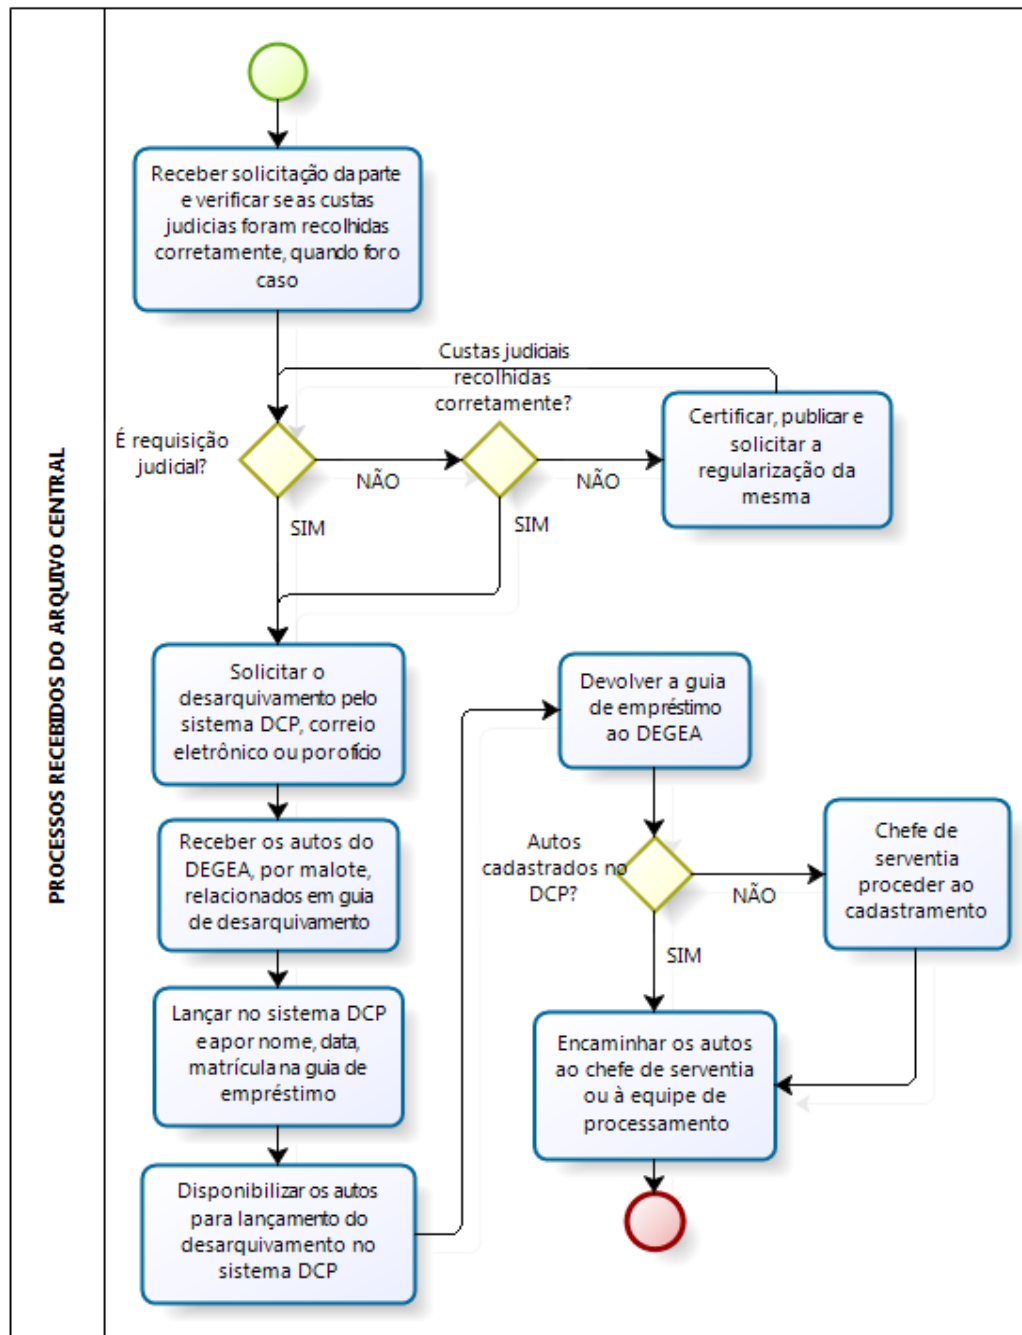 PROCESSOS RECEBIDOS DO ARQUIVO CENTRAL
Receber solicitação da parte
e verificar se as custas
judicias foram recolhidas
corretamente, quando for o
caso
Custas judiciais
recolhidas
corretamente?
É requisição
judicial?
NÃO
NÃO
Certificar, publicar e
solicitar a
regularização da
mesma
SIM
SIM
Solicitar o
desarquivamento pelo
sistema DCP, correio
eletrônico ou por ofício
Receber os autos do
DEGEA, por malote,
relacionados em guia
de desarquivamento
Lançar no sistema DCP
e apor nome, data,
matrícula na guia de
empréstimo
Disponibilizar os autos
para lançamento do
desarquivamento no
sistema DCP
Devolver a guia
de empréstimo
ao DEGEA
Autos
cadastrados no
DCP?
NÃO
Chefe de
serventia
proceder ao
cadastramento
SIM
Encaminhar os autos
ao chefe de serventia
ou à equipe de
processamento